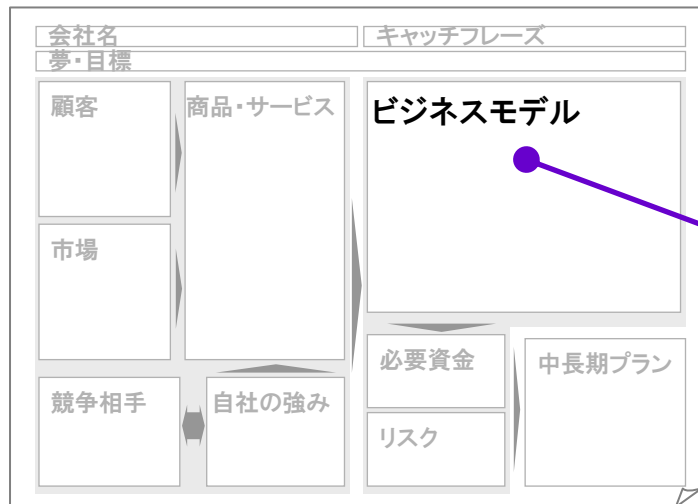 会社名
キャッチフレーズ
夢・目標
顧客
商品・サービス
ビジネスモデル
市場
競争相手
自社の強み
必要資金
リスク
中長期プラン